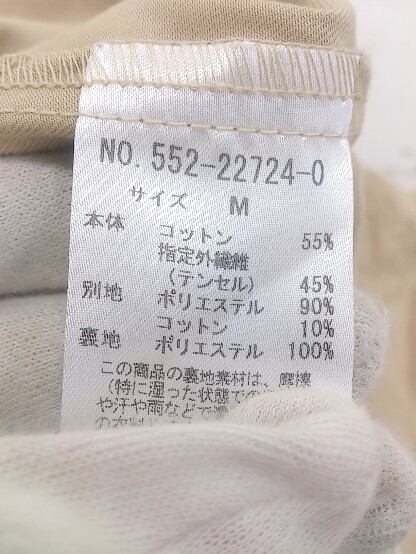 NO. 552-22724-0
サイズ M
本体 コットン 55%
指定外繊維
(テンセル) 45%
別地 ポリエステル 90%
コットン 10%
裏地 ポリエステル 100%
この商品の裏地素材は、摩擦
(特に湿った状態での
や汗や雨などで